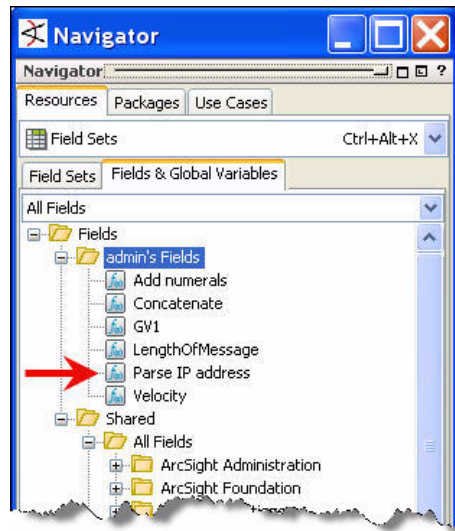 Navigator
Navigator ?
Resources Packages Use Cases
Field Sets Ctrl+Alt+X
Field Sets Fields & Global Variables
All Fields
Fields
admin's Fields
Add numerals
Concatenate
GV1
LengthOfMessage
Parse IP address
Velocity
Shared
All Fields
ArcSight Administration
ArcSight Foundation